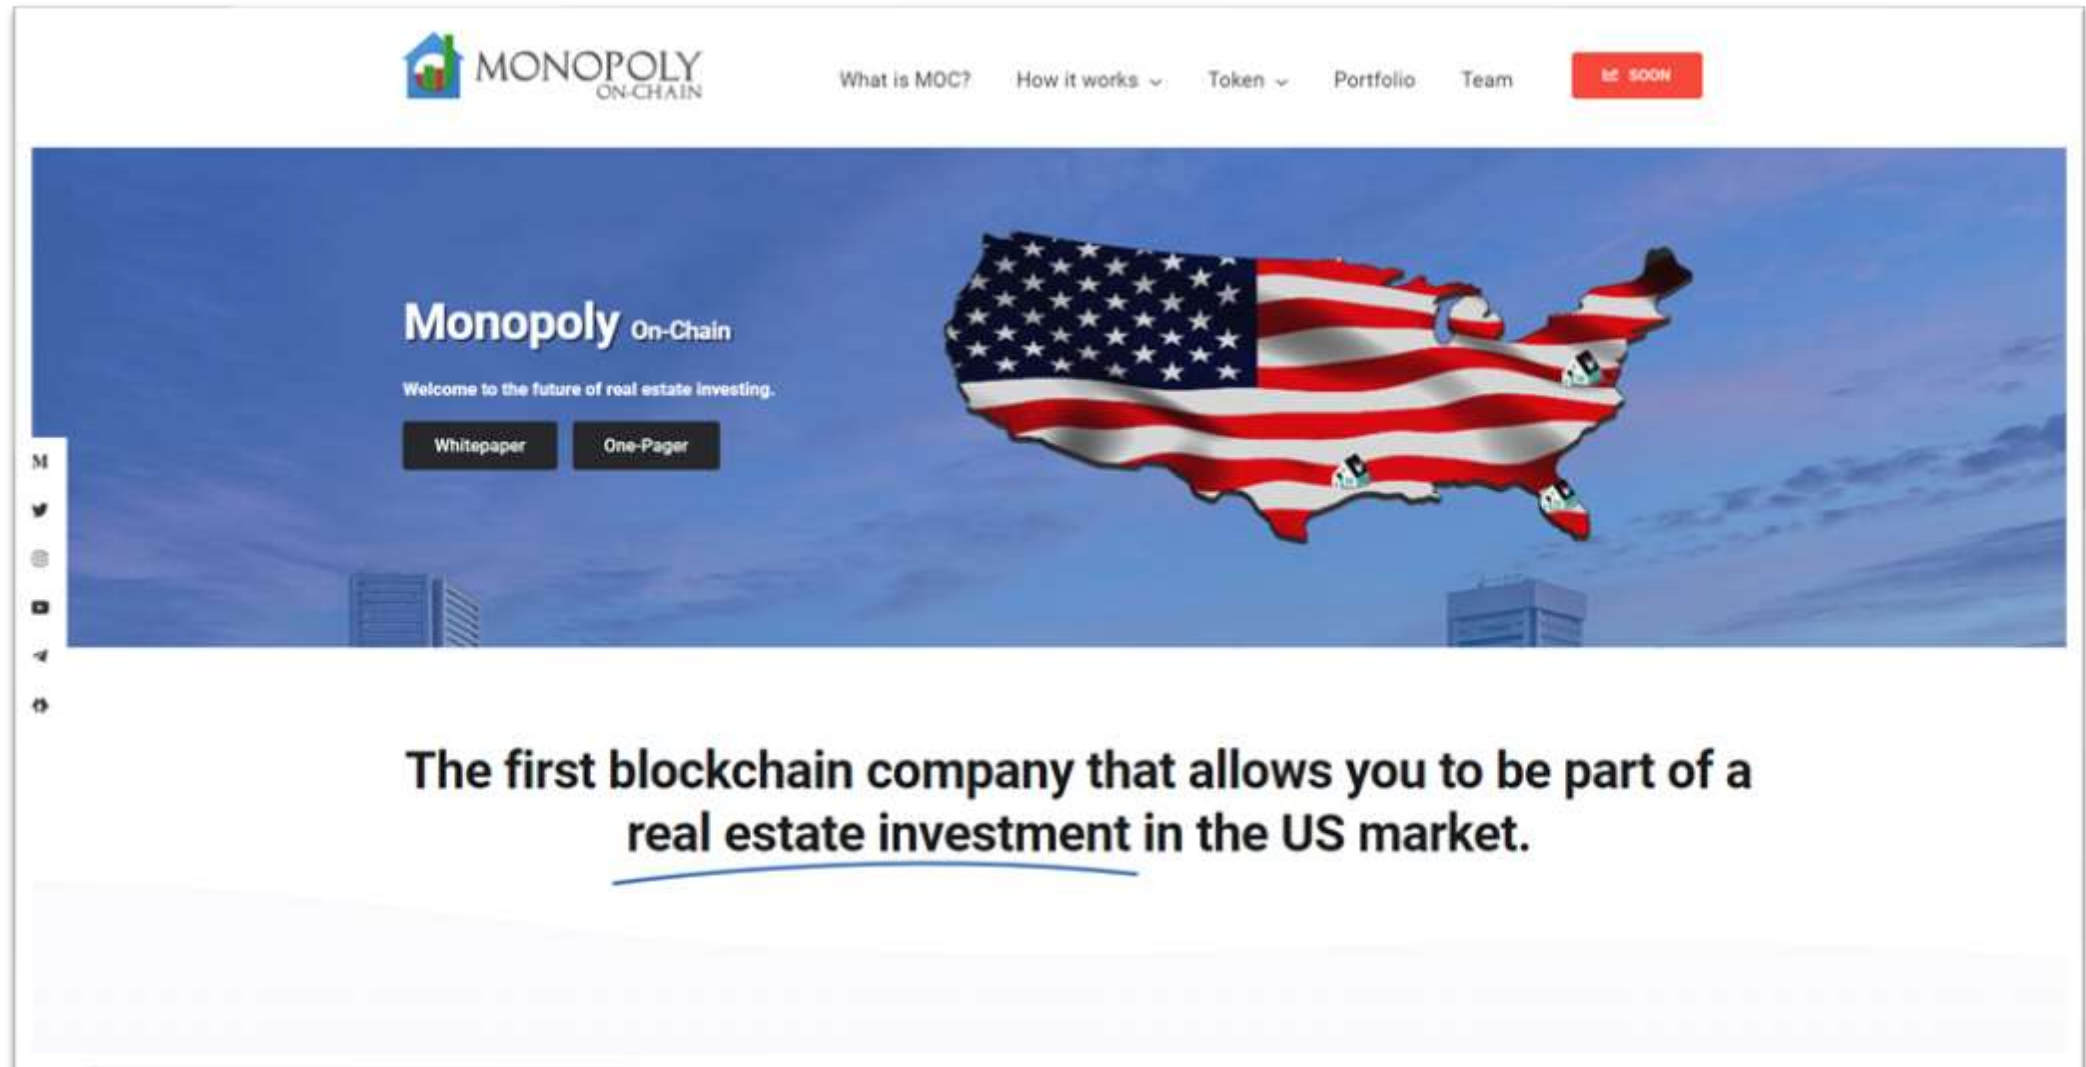 MONOPOLY
ON-CHAIN
What is MOC?
How it works
Token
Portfolio
Team
SOON
Monopoly On-Chain
Welcome to the future of real estate investing.
Whitepaper
One-Pager
The first blockchain company that allows you to be part of a
real estate investment in the US market.